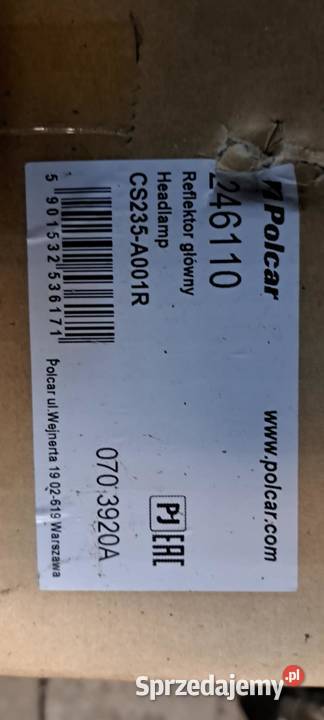 Polcar
www.polcar.com
246110
Reflektor główny
Headlamp
CS235-A001R
PJ EAC
5 901532 536171
070 3920A
Polcar ul.Wejnerta 19 02-619 Warszawa
Sprzedajemy.pl